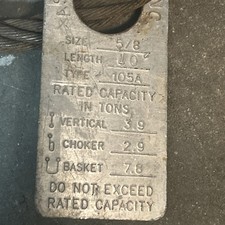 SIZE 5/8
LENGTH
TYPE 105A
RATED CAPACITY
IN TONS
VERTICAL 3.9
CHOKER 2.9
BASKET 7.8
DO NOT EXCEED
RATED CAPACITY